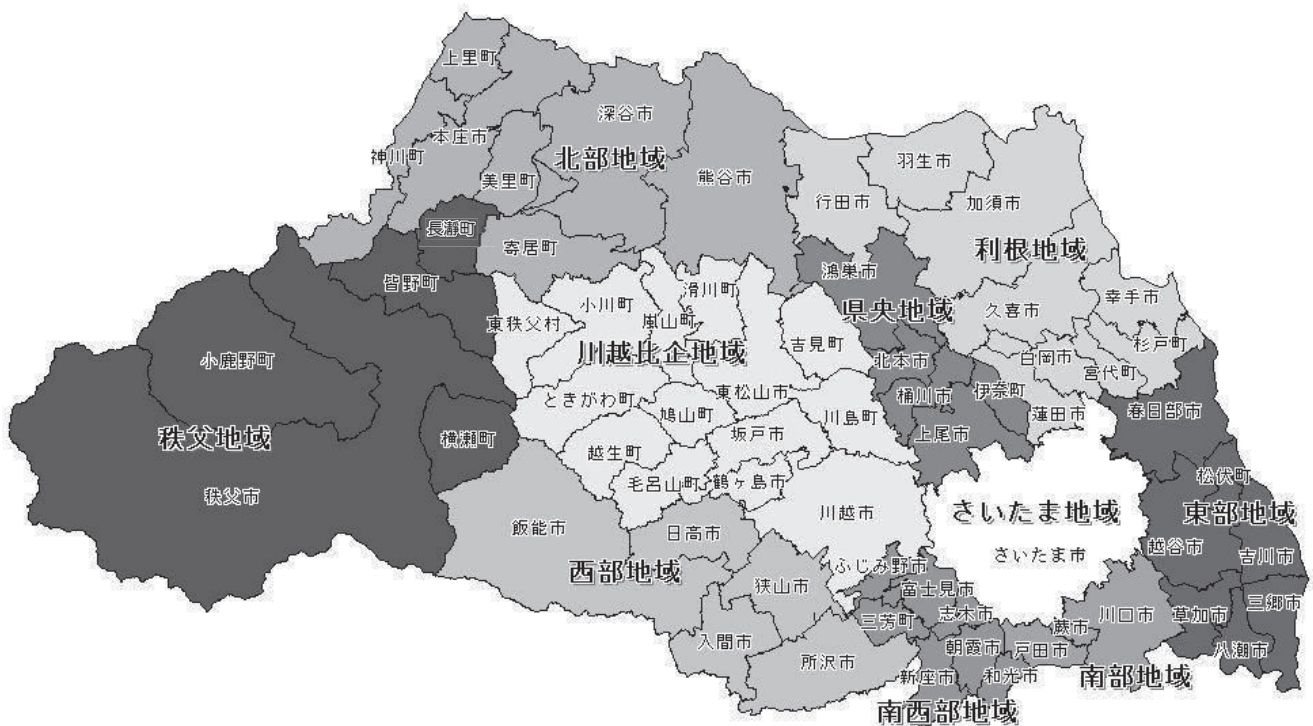 上里町
深谷市
本庄市
神川町
北部地域
美里町
熊谷市
羽生市
行田市
加須市
長瀞町
寄居町
利根地域
皆野町
鴻巣市
県央地域
久喜市
幸手市
小川町
滑川町
嵐山町
東秩父村
川越比企地域
吉見町
小鹿野町
北本市
白岡市
杉戸町
宮代町
ときがわ町
東松山市
桶川市
伊奈町
鳩山町
川島町
蓮田市
春日部市
秩父地域
横瀬町
坂戸市
上尾市
越生町
毛呂山町
鶴ヶ島市
松伏町
秩父市
川越市
さいたま地域
東部地域
飯能市
日高市
さいたま市
越谷市
吉川市
西部地域
ふじみ野市
狭山市
富士見市
三芳町
志木市
川口市
三郷市
草加市
蕨市
入間市
朝霞市
戸田市
八潮市
所沢市
新座市
和光市
南部地域
南西部地域